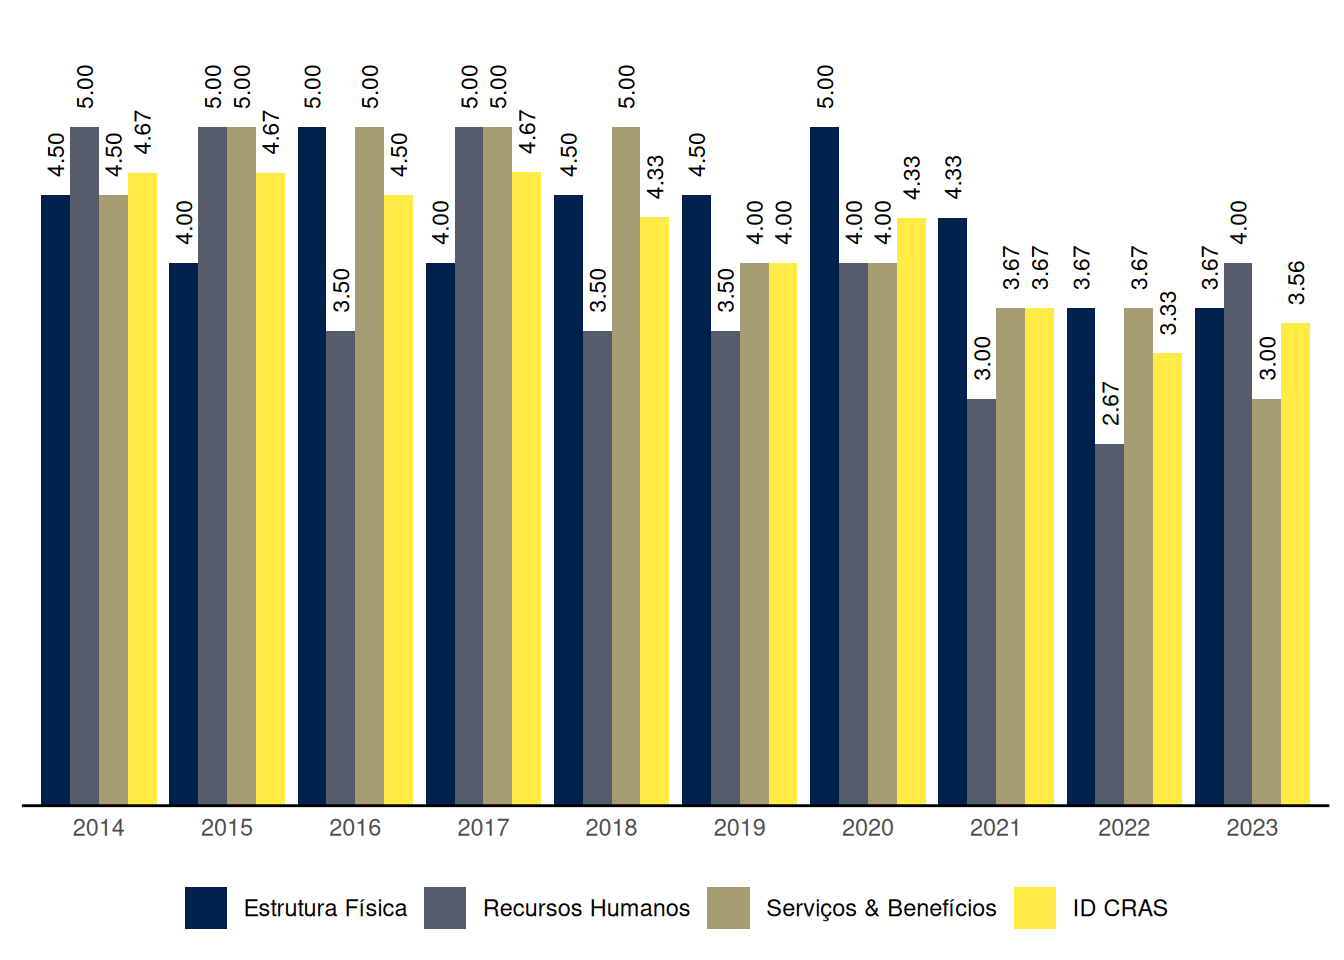 4.50 5.00 4.50 4.67
4.00 5.00 5.00 4.67
5.00 3.50 5.00 4.50
4.00 5.00 5.00 4.67
4.50 3.50 5.00 4.33
4.50 3.50 4.00 4.00
5.00 4.00 4.00 4.33
4.33 3.00 3.67 3.67
3.67 2.67 3.67 3.33
3.67 4.00 3.00 3.56
2014 2015 2016 2017 2018 2019 2020 2021 2022 2023
Estrutura Física Recursos Humanos Serviços & Benefícios ID CRAS